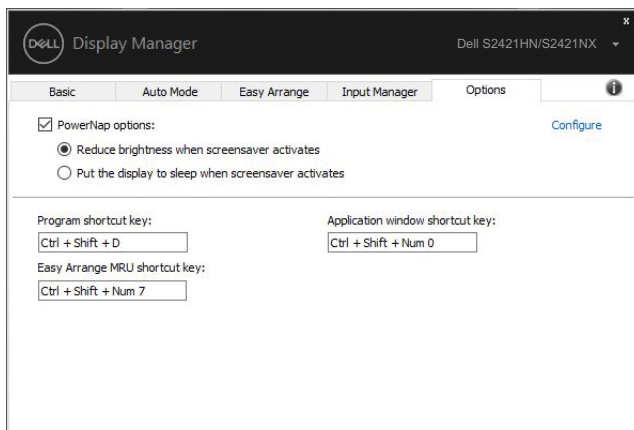 x
DELL Display Manager Dell S2421HN/S2421NX
Basic Auto Mode Easy Arrange Input Manager Options i
PowerNap options: Configure
Reduce brightness when screensaver activates
Put the display to sleep when screensaver activates
Program shortcut key: Application window shortcut key:
Ctrl + Shift + D Ctrl + Shift + Num 0
Easy Arrange MRU shortcut key:
Ctrl + Shift + Num 7